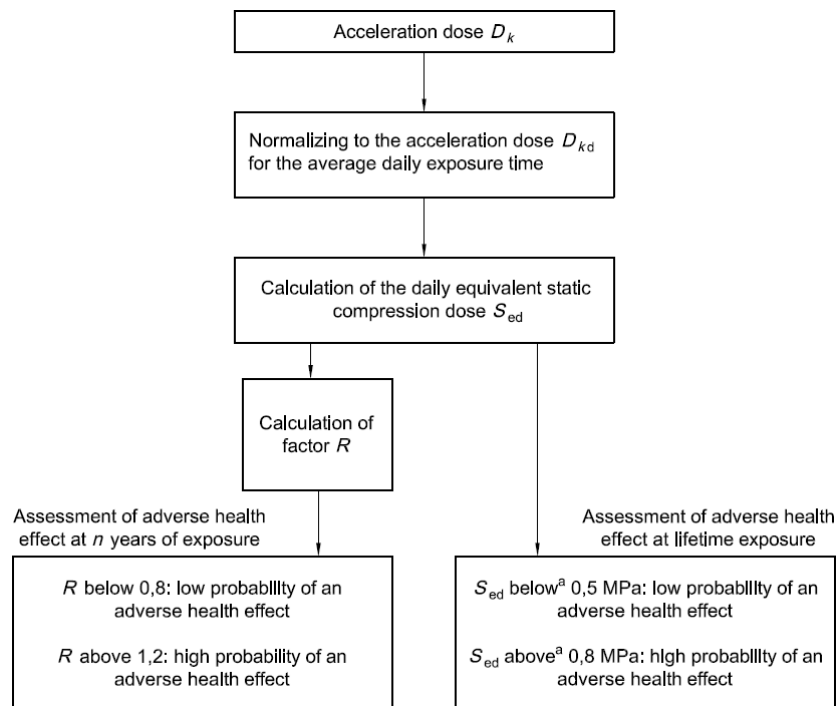 Acceleration dose D_k
Normalizing to the acceleration dose D_kd
for the average daily exposure time
Calculation of the daily equivalent static
compression dose S_ed
Calculation of
factor R
Assessment of adverse health
effect at n years of exposure
Assessment of adverse health
effect at lifetime exposure
R below 0,8: low probability of an
adverse health effect
R above 1,2: high probability of an
adverse health effect
S_ed below^a 0,5 MPa: low probability of an
adverse health effect
S_ed above^a 0,8 MPa: high probability of an
adverse health effect